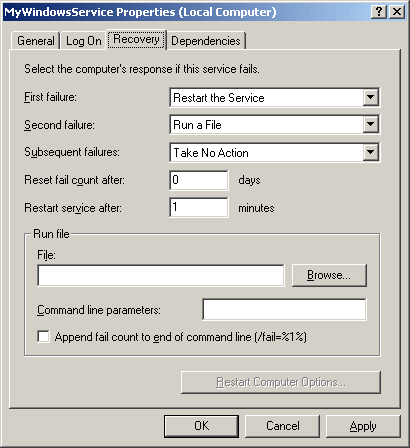 MyWindowsService Properties (Local Computer)
General Log On Recovery Dependencies
Select the computer's response if this service fails.
First failure: Restart the Service
Second failure: Run a File
Subsequent failures: Take No Action
Reset fail count after: 0 days
Restart service after: 1 minutes
Run file
File:
Browse...
Command line parameters:
Append fail count to end of command line (/fail=%1%)
Restart Computer Options...
OK Cancel Apply